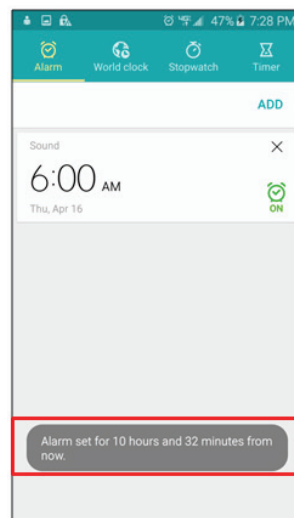 47% 7:28 PM
Alarm World clock Stopwatch Timer
ADD
Sound
6:00 AM
Thu, Apr 16
ON
Alarm set for 10 hours and 32 minutes from
now.